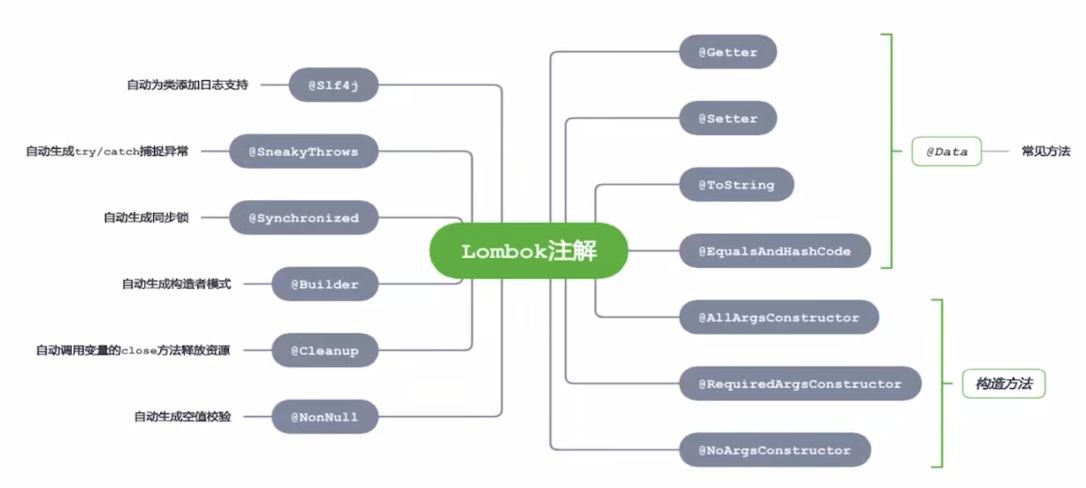 Lombok注解
@Slf4j
自动为类添加日志支持
@SneakyThrows
自动生成try/catch捕捉异常
@Synchronized
自动生成同步锁
@Builder
自动生成构造者模式
@Cleanup
自动调用变量的close方法释放资源
@NonNull
自动生成空值校验
@Getter
@Setter
@ToString
@EqualsAndHashCode
@Data
常见方法
@AllArgsConstructor
@RequiredArgsConstructor
@NoArgsConstructor
构造方法